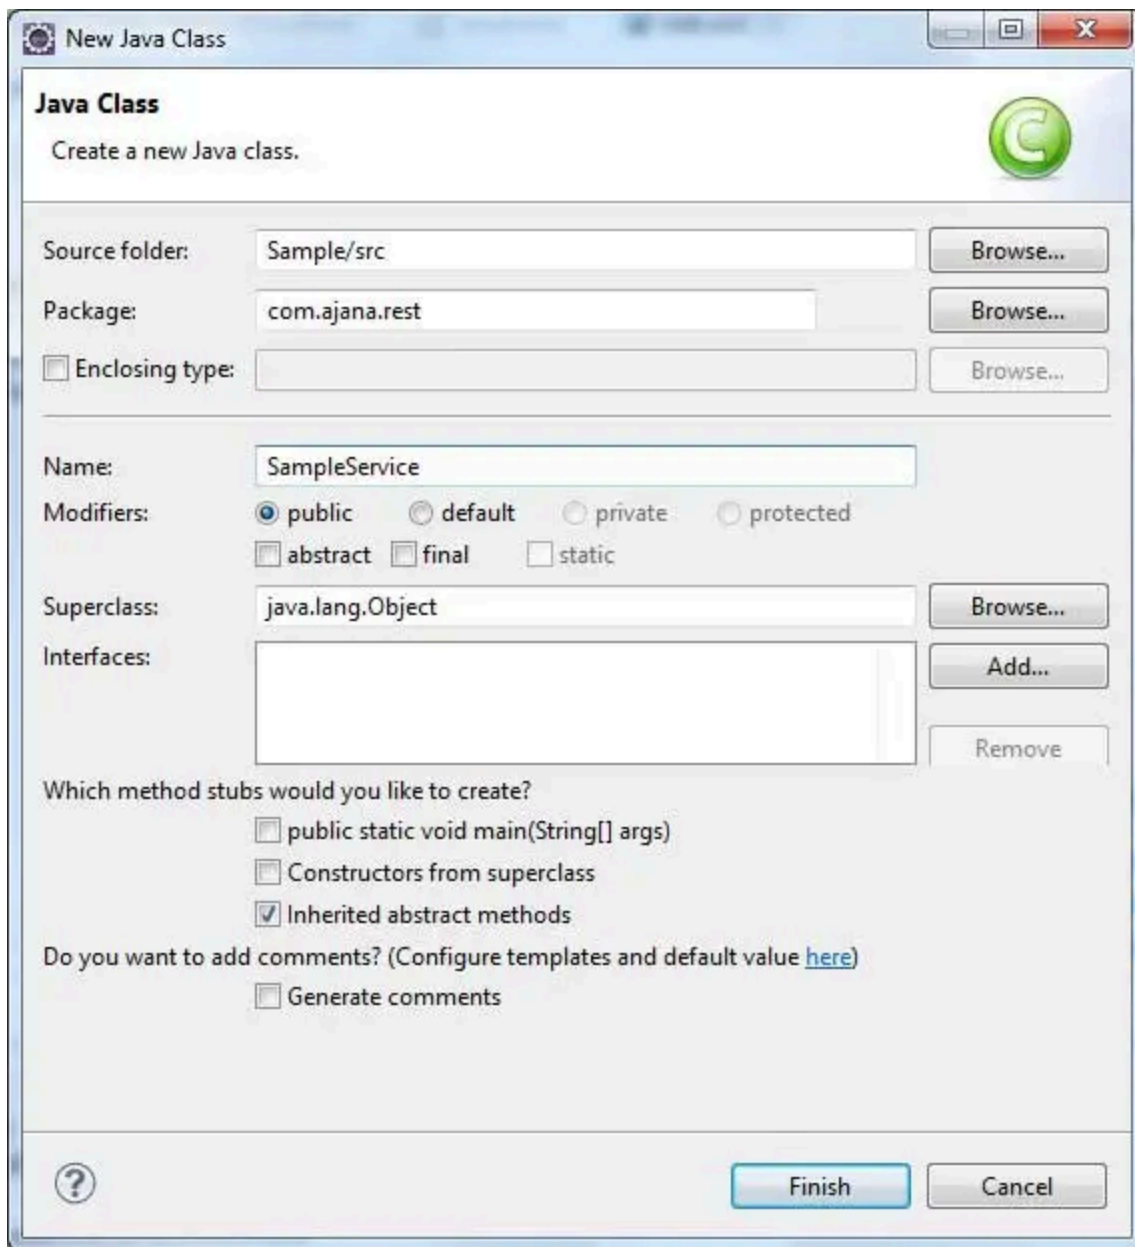 New Java Class
Java Class
Create a new Java class.
Source folder: Sample/src Browse...
Package: com.ajana.rest Browse...
Enclosing type: Browse...
Name: SampleService
Modifiers: public default private protected
abstract final static
Superclass: java.lang.Object Browse...
Interfaces: Add...
Remove
Which method stubs would you like to create?
public static void main(String[] args)
Constructors from superclass
Inherited abstract methods
Do you want to add comments? (Configure templates and default value here)
Generate comments
Finish Cancel